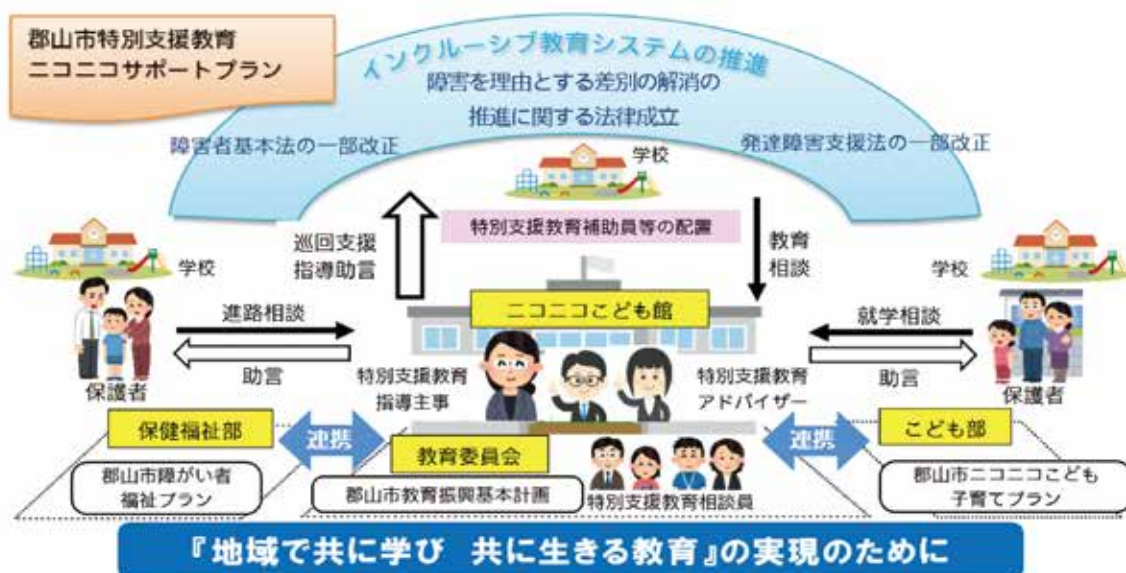 郡山市特別支援教育
ニコニコサポートプラン
インクルーシブ教育システムの推進
障害を理由とする差別の解消の
推進に関する法律成立
障害者基本法の一部改正
発達障害支援法の一部改正
学校
特別支援教育補助員等の配置
巡回支援
指導助言
教育
相談
学校
学校
ニコニコこども館
進路相談
助言
就学相談
助言
保護者
保護者
特別支援教育
指導主事
特別支援教育
アドバイザー
保健福祉部
連携
教育委員会
連携
こども部
郡山市障がい者
福祉プラン
郡山市教育振興基本計画
特別支援教育相談員
郡山市ニコニコこども
子育てプラン
『地域で共に学び　共に生きる教育』の実現のために